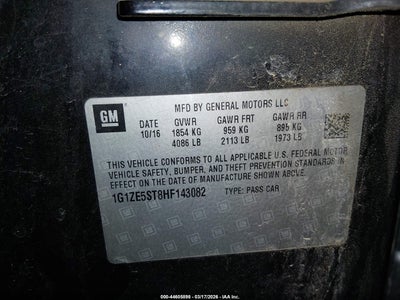 GM
MFD BY GENERAL MOTORS LLC
10/16 GVWR GAWR FRT GAWR RR
1854 KG 959 KG 895 KG
4086 LB 2113 LB 1973 LB
THIS VEHICLE CONFORMS TO ALL APPLICABLE U.S. FEDERAL MOTOR
VEHICLE SAFETY, BUMPER, AND THEFT PREVENTION STANDARDS IN
EFFECT ON THE DATE OF MANUFACTURE SHOWN ABOVE.
1G1ZE5ST8HF143082 TYPE: PASS CAR
000-44605890 - 03/17/2026 - IAA Inc.